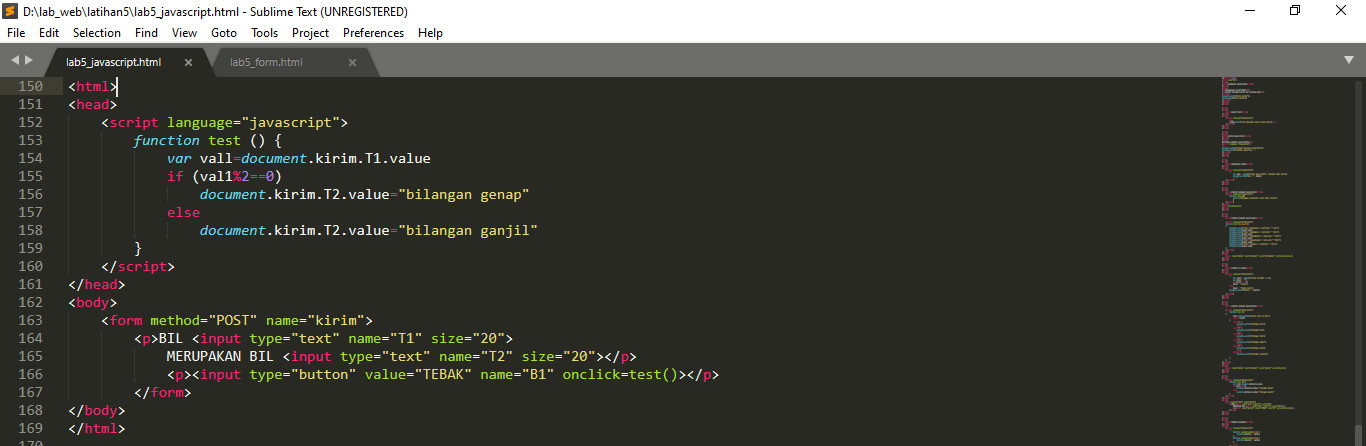 D:\lab_web\latihan5\lab5_javascript.html - Sublime Text (UNREGISTERED)
File Edit Selection Find View Goto Tools Project Preferences Help
lab5_javascript.html lab5_form.html
150 <html>
151 <head>
152 <script language="javascript">
153 function test () {
154 var vall=document.kirim.T1.value
155 if (val1%2==0)
156 document.kirim.T2.value="bilangan genap"
157 else
158 document.kirim.T2.value="bilangan ganjil"
159 }
160 </script>
161 </head>
162 <body>
163 <form method="POST" name="kirim">
164 <p>BIL <input type="text" name="T1" size="20">
165 MERUPAKAN BIL <input type="text" name="T2" size="20"></p>
166 <p><input type="button" value="TEBAK" name="B1" onclick=test()></p>
167 </form>
168 </body>
169 </html>
170